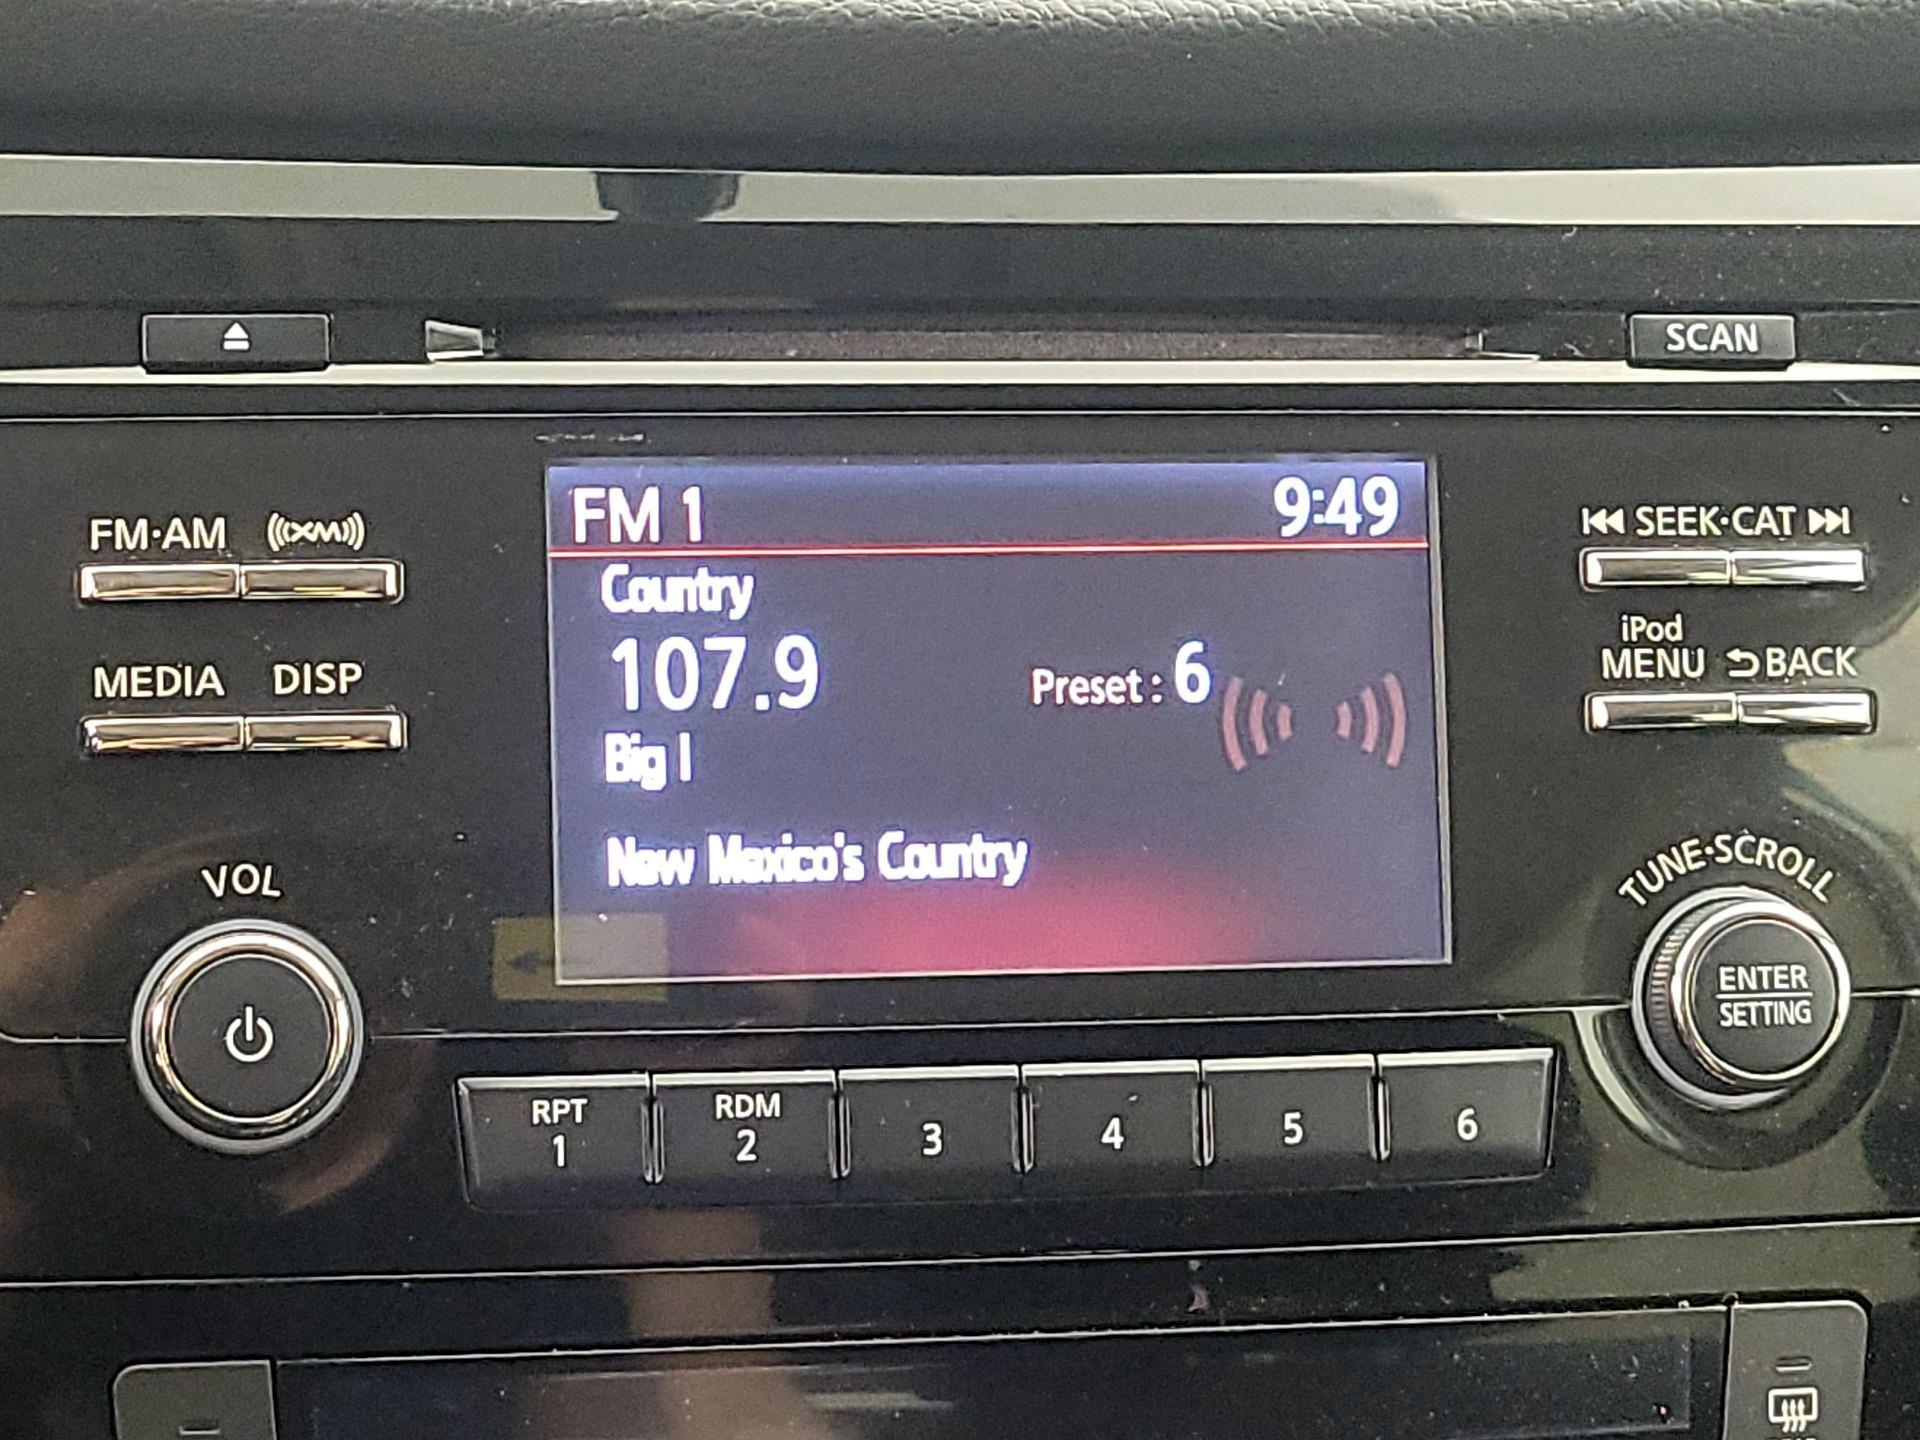 SCAN
FM·AM
XM
FM 1
9:49
SEEK·CAT
Country
107.9
Preset : 6
iPod
MENU
BACK
MEDIA
DISP
Big I
New Mexico's Country
VOL
TUNE·SCROLL
ENTER
SETTING
RPT
1
RDM
2
3
4
5
6